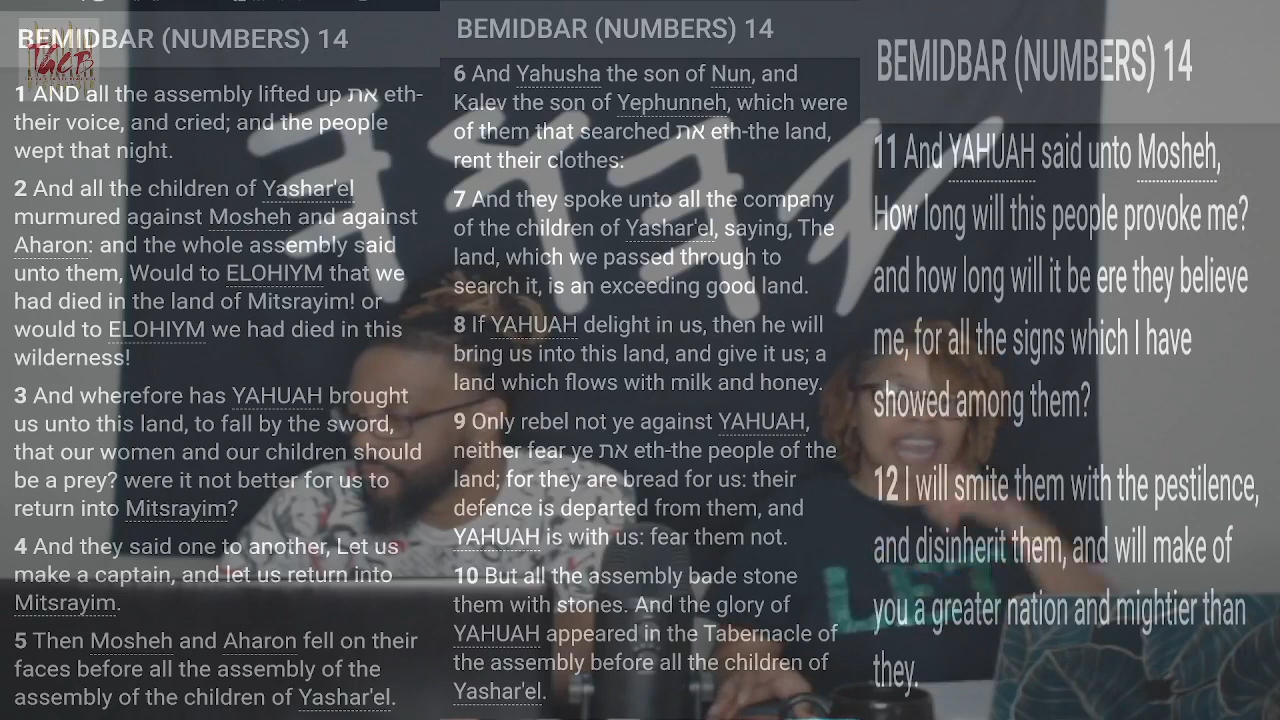 BEMIDBAR (NUMBERS) 14
1 AND all the assembly lifted up את eth-
their voice, and cried; and the people
wept that night.
2 And all the children of Yashar'el
murmured against Mosheh and against
Aharon: and the whole assembly said
unto them, Would to ELOHIYM that we
had died in the land of Mitsrayim! or
would to ELOHIYM we had died in this
wilderness!
3 And wherefore has YAHUAH brought
us unto this land, to fall by the sword,
that our women and our children should
be a prey? were it not better for us to
return into Mitsrayim?
4 And they said one to another, Let us
make a captain, and let us return into
Mitsrayim.
5 Then Mosheh and Aharon fell on their
faces before all the assembly of the
assembly of the children of Yashar'el.
BEMIDBAR (NUMBERS) 14
6 And Yahusha the son of Nun, and
Kalev the son of Yephunneh, which were
of them that searched את eth-the land,
rent their clothes:
7 And they spoke unto all the company
of the children of Yashar'el, saying, The
land, which we passed through to
search it, is an exceeding good land.
8 If YAHUAH delight in us, then he will
bring us into this land, and give it us; a
land which flows with milk and honey.
9 Only rebel not ye against YAHUAH,
neither fear ye את eth-the people of the
land; for they are bread for us: their
defence is departed from them, and
YAHUAH is with us: fear them not.
10 But all the assembly bade stone
them with stones. And the glory of
YAHUAH appeared in the Tabernacle of
the assembly before all the children of
Yashar'el.
BEMIDBAR (NUMBERS) 14
11 And YAHUAH said unto Mosheh,
How long will this people provoke me?
and how long will it be ere they believe
me, for all the signs which I have
showed among them?
12 I will smite them with the pestilence,
and disinherit them, and will make of
you a greater nation and mightier than
they.
𐤉𐤄𐤅𐤄